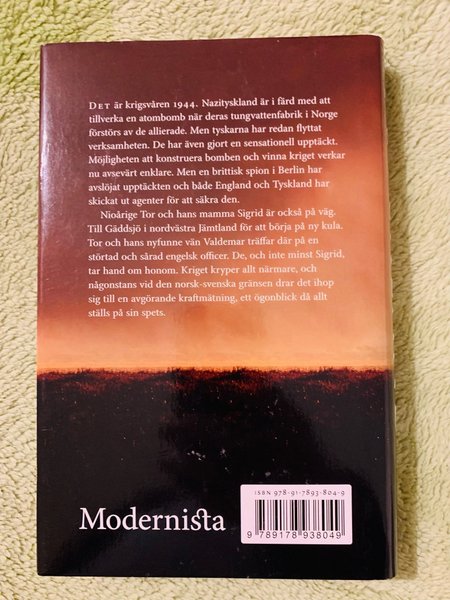 DET är krigsvåren 1944. Nazityskland är i färd med att
tillverka en atombomb när deras tungvattenfabrik i Norge
förstörs av de allierade. Men tyskarna har redan flyttat
verksamheten. De har även gjort en sensationell upptäckt.
Möjligheten att konstruera bomben och vinna kriget verkar
nu avsevärt enklare. Men en brittisk spion i Berlin har
avslöjat upptäckten och både England och Tyskland har
skickat ut agenter för att säkra den.
Nioårige Tor och hans mamma Sigrid är också på väg.
Till Gäddsjö i nordvästra Jämtland för att börja på ny kula.
Tor och hans nyfunne vän Valdemar träffar där på en
störtad och sårad engelsk officer. De, och inte minst Sigrid,
tar hand om honom. Kriget kryper allt närmare, och
någonstans vid den norsk-svenska gränsen drar det ihop
sig till en avgörande kraftmätning, ett ögonblick då allt
ställs på sin spets.
Modernista
ISBN 978-91-7893-804-9
9 789178 938049